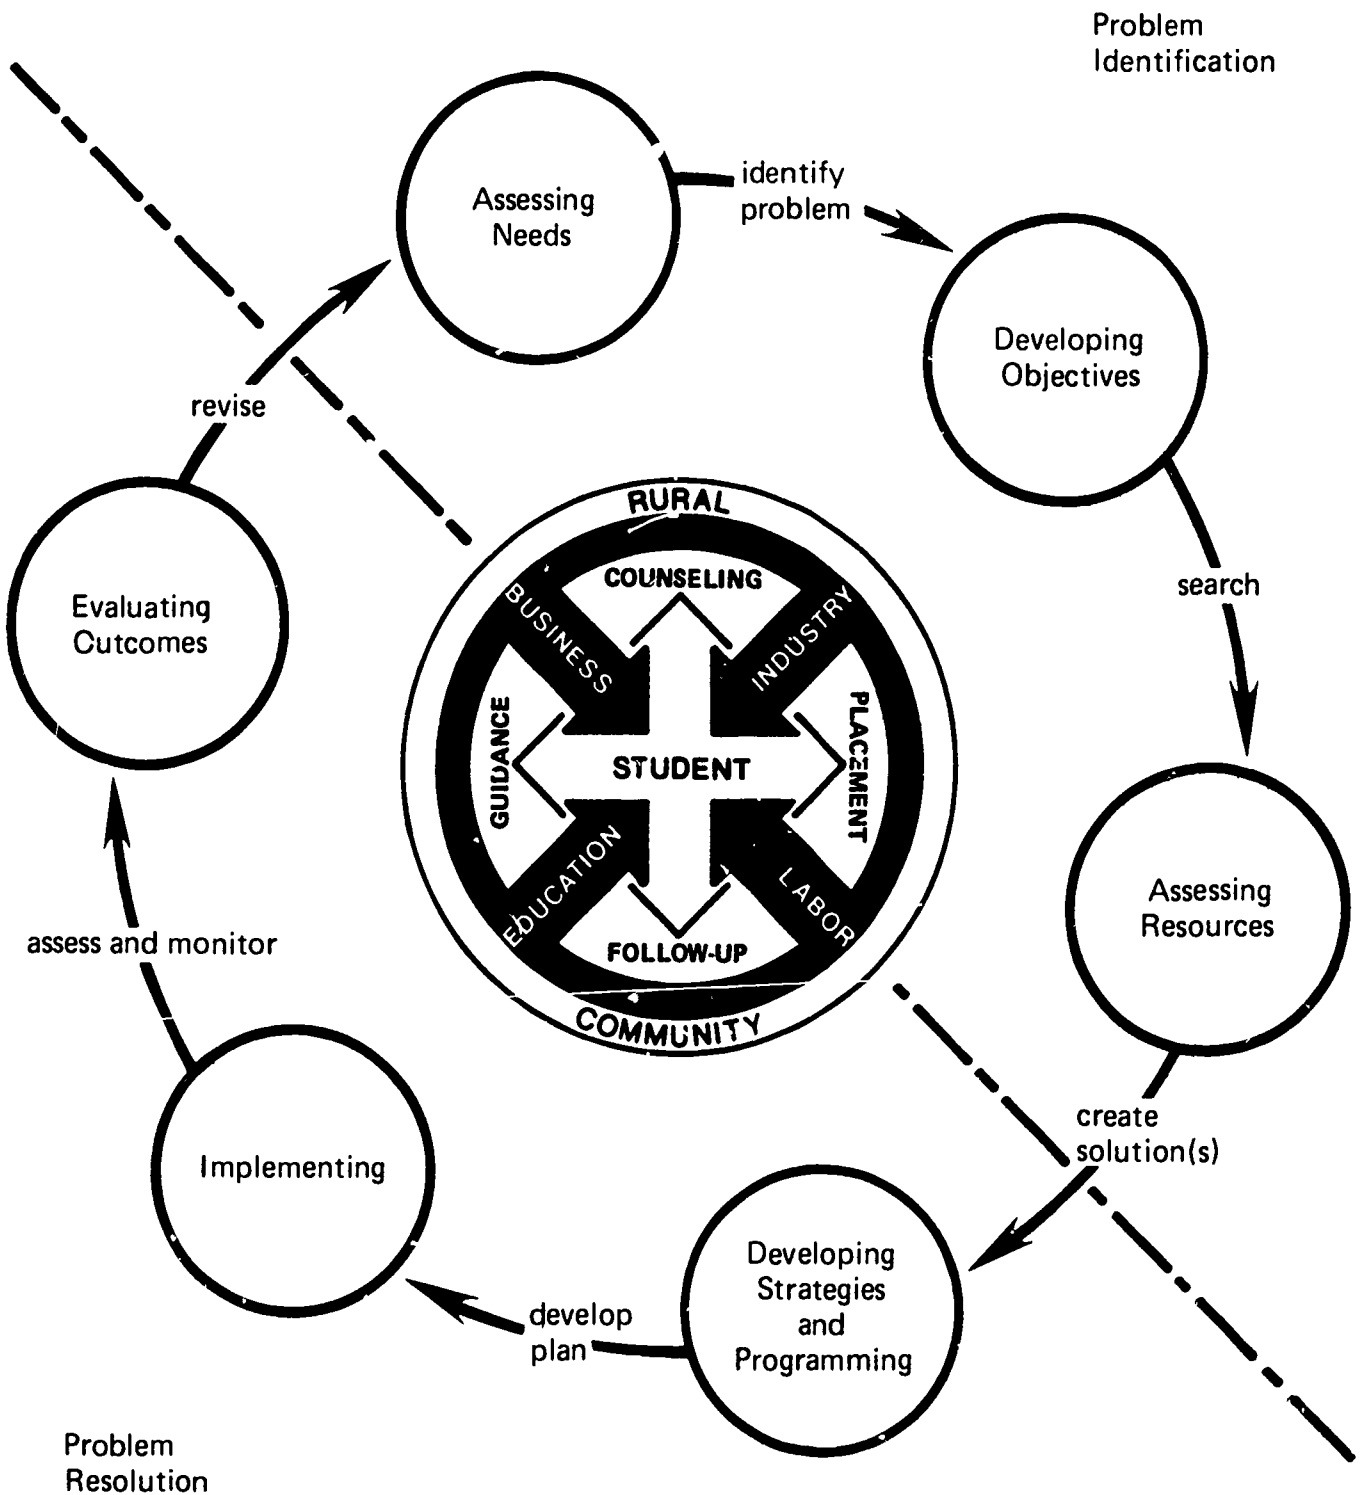 Problem
Identification
Assessing
Needs
identify
problem
Developing
Objectives
revise
RURAL
COUNSELING
BUSINESS
INDUSTRY
search
Evaluating
Cutcomes
GUIDANCE
STUDENT
PLACEMENT
EDUCATION
LABOR
FOLLOW-UP
COMMUNITY
Assessing
Resources
assess and monitor
create
solution(s)
Implementing
Developing
Strategies
and
Programming
develop
plan
Problem
Resolution